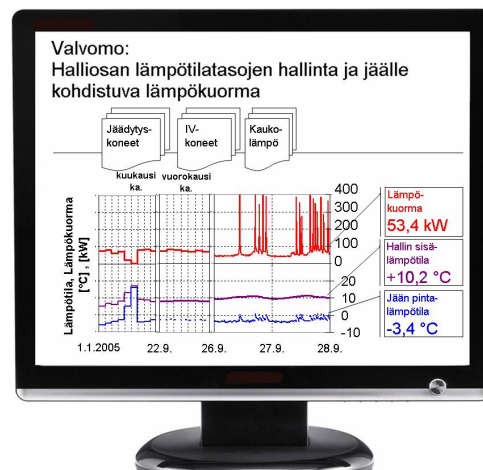 Valvomo:
Halliosan lämpötilatasojen hallinta ja jäälle
kohdistuva lämpökuorma
Jäädytys-
koneet
IV-
koneet
Kauko-
lämpö
kuukausi
ka.
vuorokausi
ka.
Lämpötila, Lämpökuorma
[°C] , [kW]
400
300
200
100
0
20
10
0
-10
Lämpö-
kuorma
53,4 kW
Hallin sisä-
lämpötila
+10,2 °C
Jään pinta-
lämpötila
-3,4 °C
1.1.2005 22.9. 26.9. 27.9. 28.9.